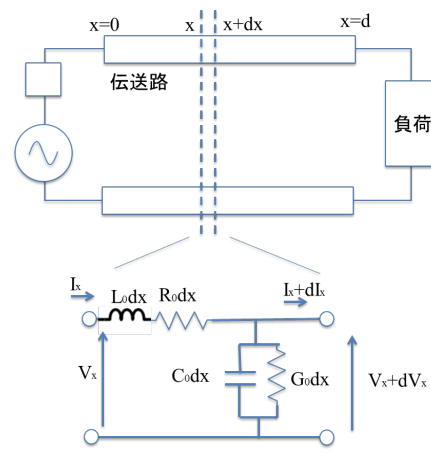 x=0
x
x+dx
x=d
伝送路
負荷
Iₓ
L₀dx
R₀dx
Iₓ+dIₓ
Vₓ
C₀dx
G₀dx
Vₓ+dVₓ